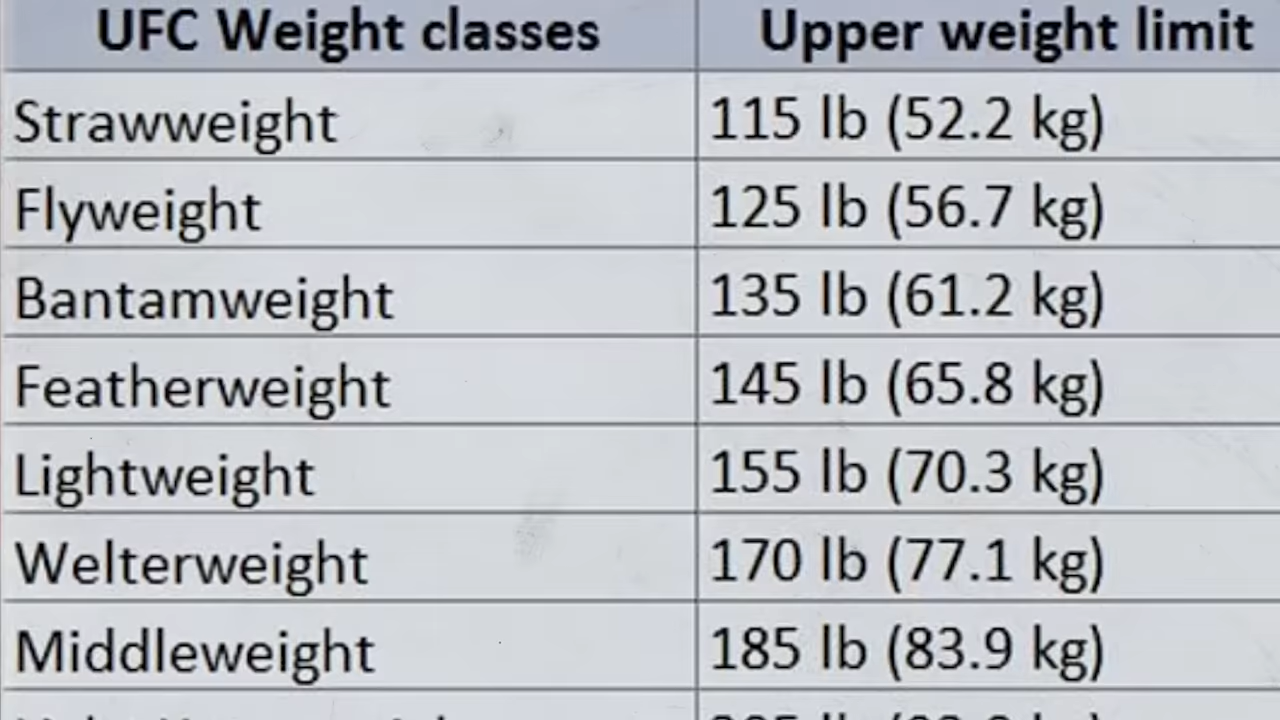 UFC Weight classes Upper weight limit
Strawweight 115 lb (52.2 kg)
Flyweight 125 lb (56.7 kg)
Bantamweight 135 lb (61.2 kg)
Featherweight 145 lb (65.8 kg)
Lightweight 155 lb (70.3 kg)
Welterweight 170 lb (77.1 kg)
Middleweight 185 lb (83.9 kg)